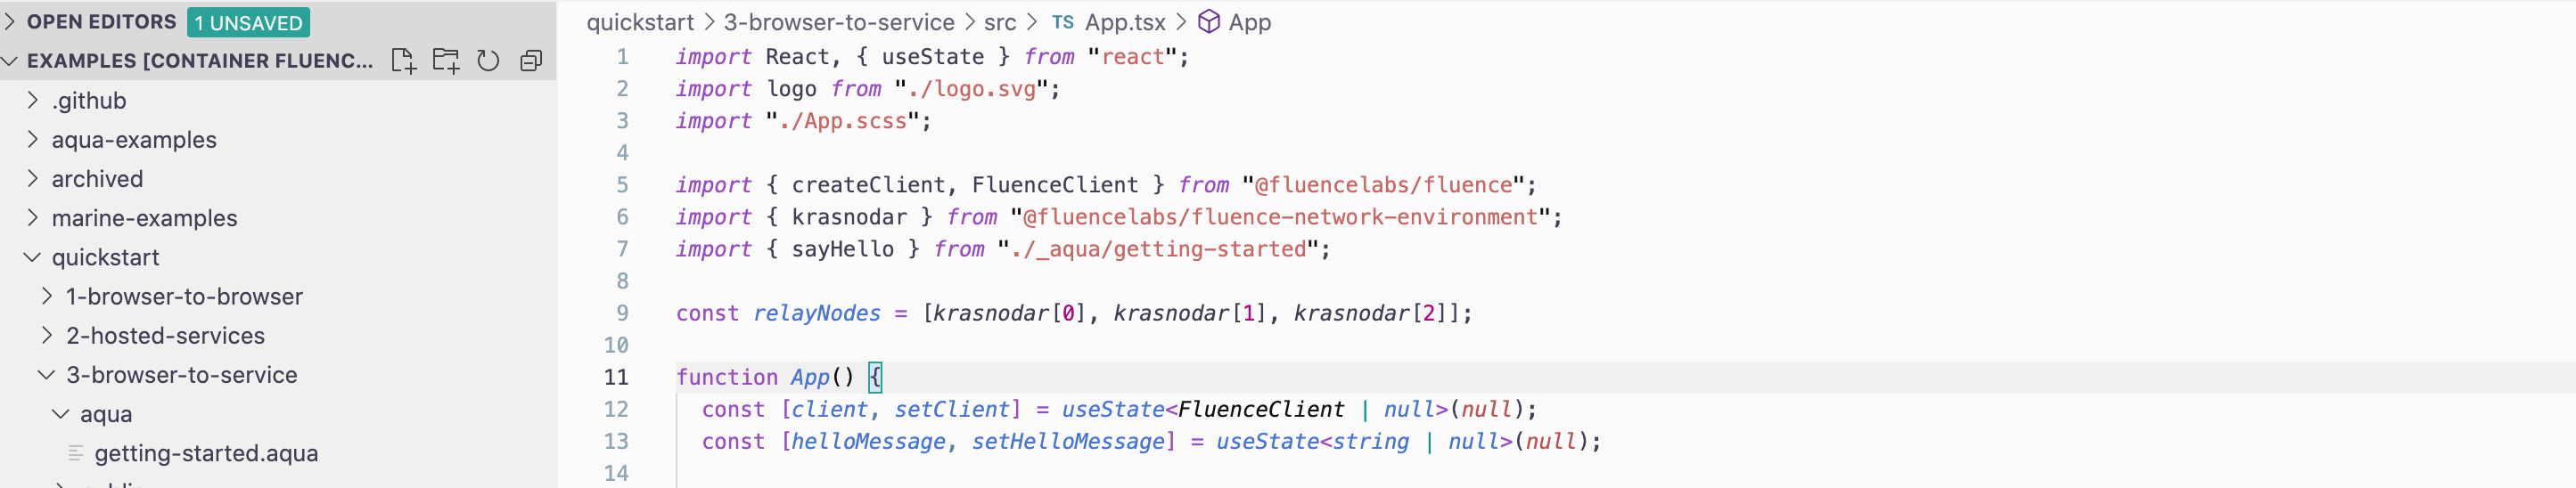 OPEN EDITORS 1 UNSAVED
EXAMPLES [CONTAINER FLUENC...
.github
aqua-examples
archived
marine-examples
quickstart
1-browser-to-browser
2-hosted-services
3-browser-to-service
aqua
getting-started.aqua
quickstart > 3-browser-to-service > src > TS App.tsx > App
1 import React, { useState } from "react";
2 import logo from "./logo.svg";
3 import "./App.scss";
4
5 import { createClient, FluenceClient } from "@fluencelabs/fluence";
6 import { krasnodar } from "@fluencelabs/fluence-network-environment";
7 import { sayHello } from "./_aqua/getting-started";
8
9 const relayNodes = [krasnodar[0], krasnodar[1], krasnodar[2]];
10
11 function App() {
12 const [client, setClient] = useState<FluenceClient | null>(null);
13 const [helloMessage, setHelloMessage] = useState<string | null>(null);
14